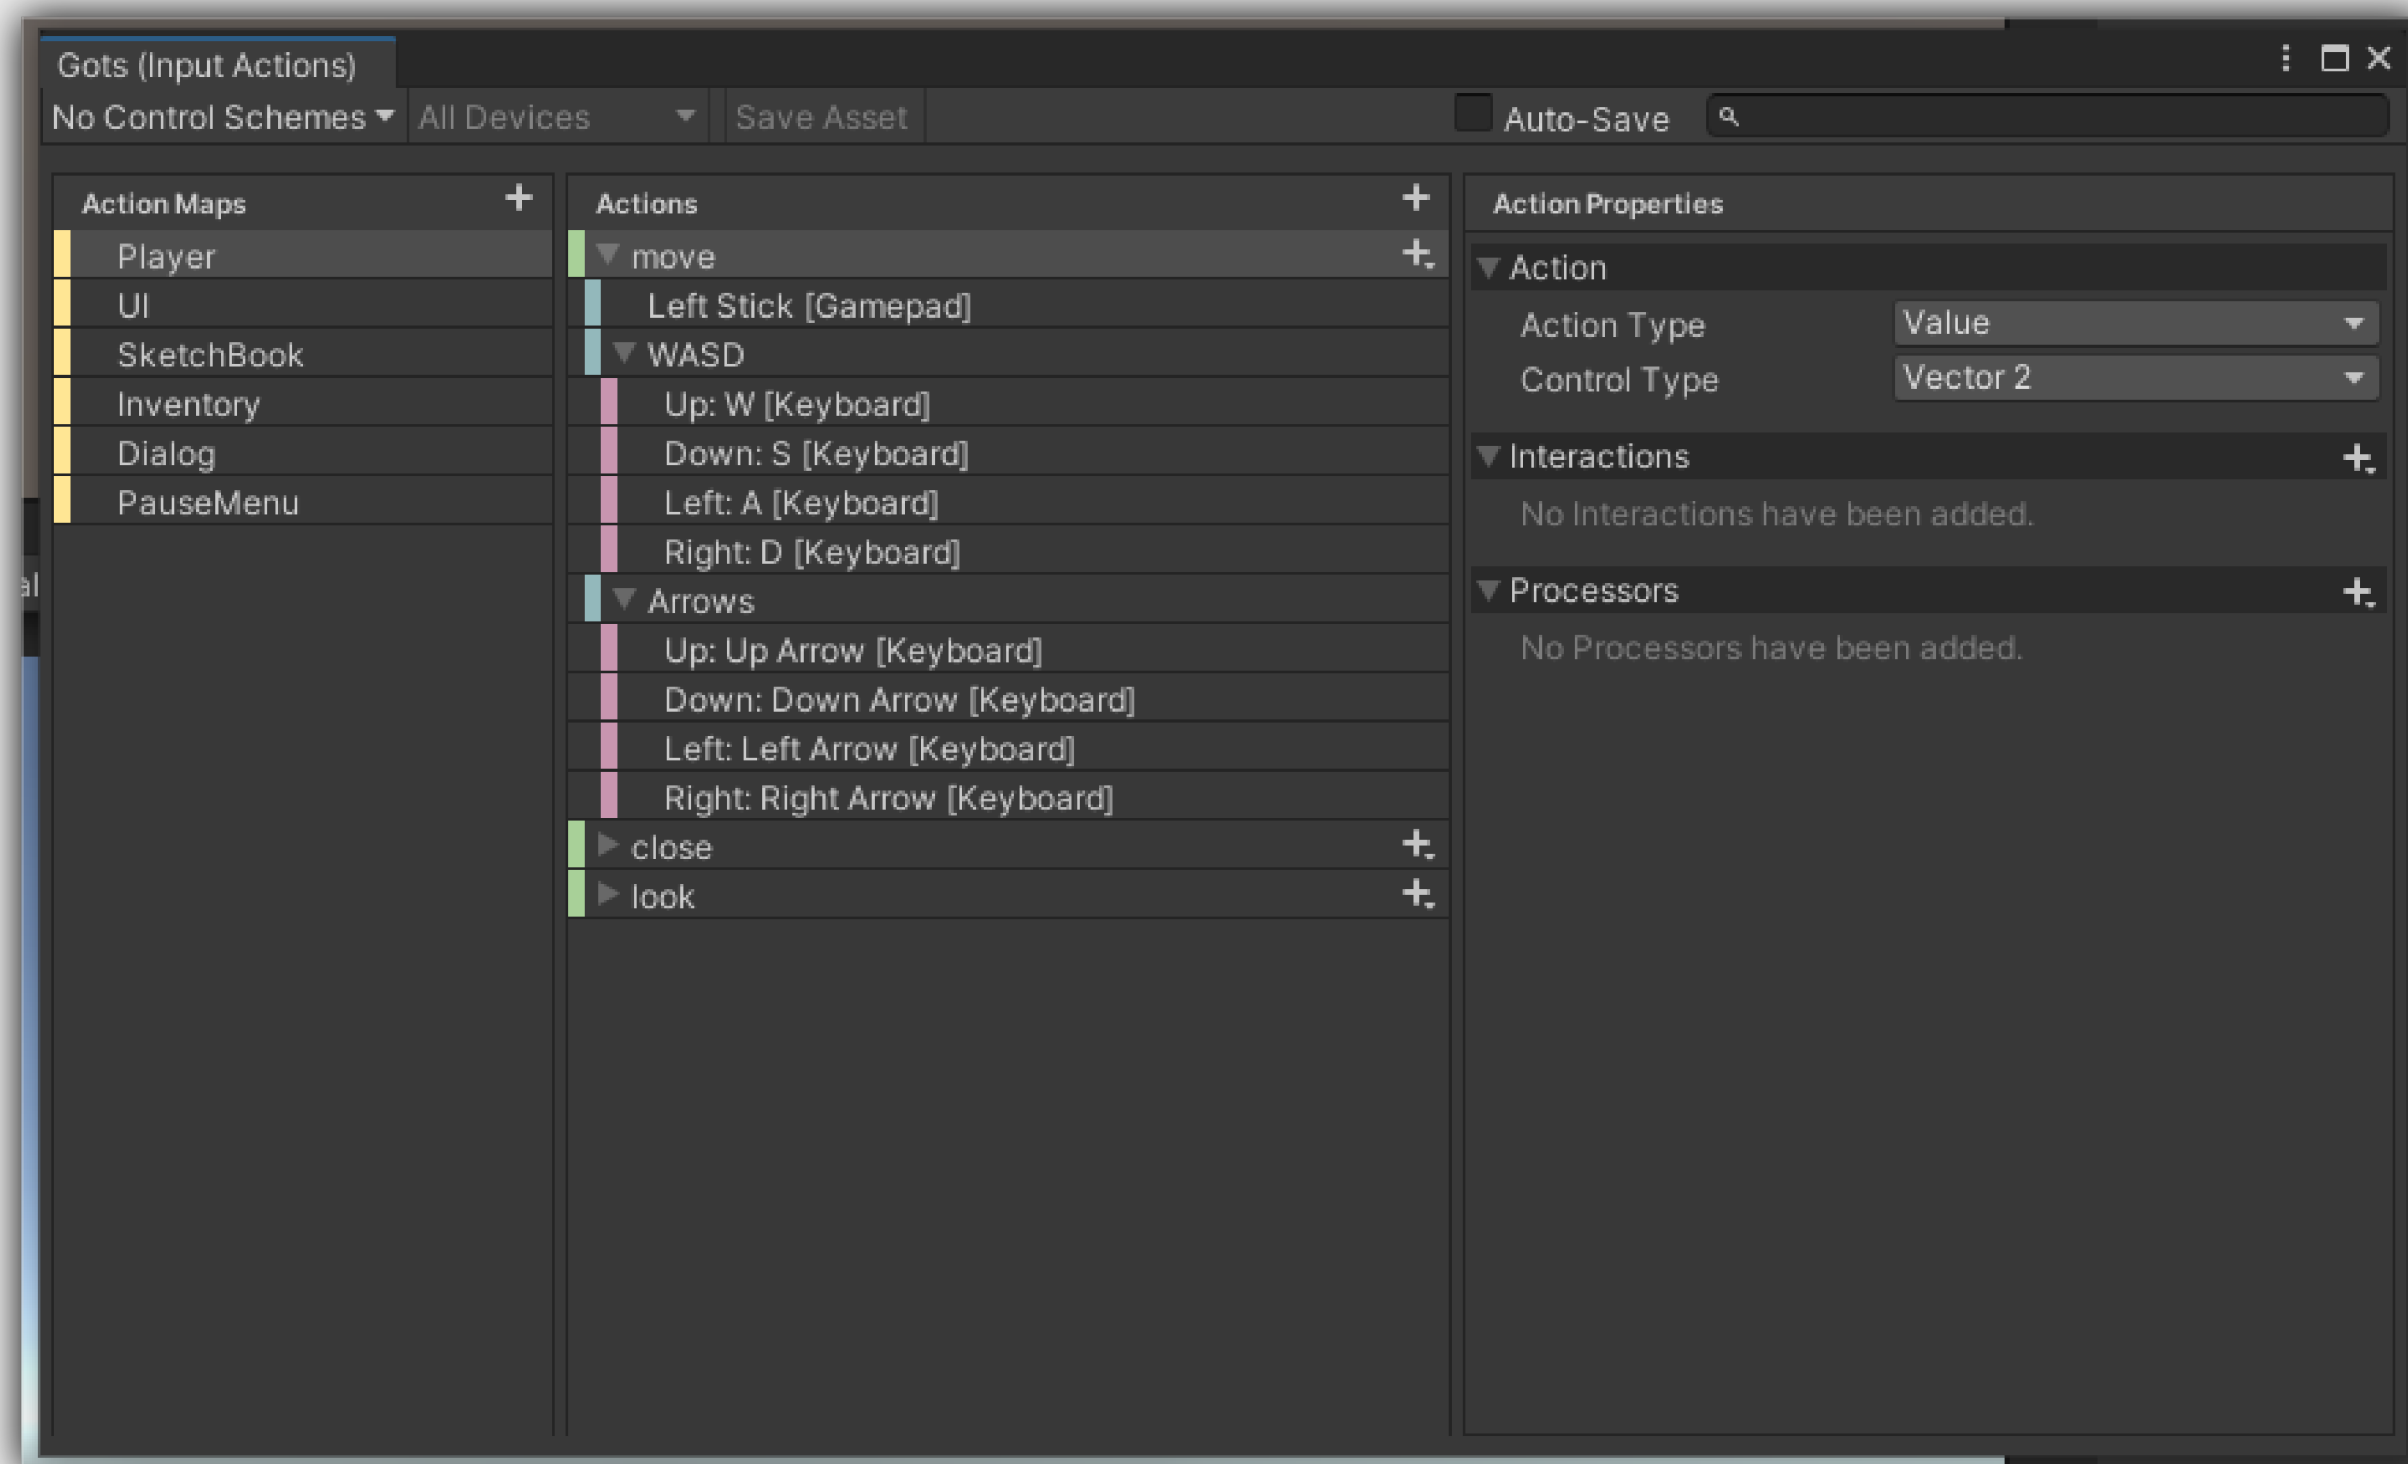 Gots (Input Actions)
No Control Schemes All Devices Save Asset Auto-Save
Action Maps
Player
UI
SketchBook
Inventory
Dialog
PauseMenu
Actions
move
Left Stick [Gamepad]
WASD
Up: W [Keyboard]
Down: S [Keyboard]
Left: A [Keyboard]
Right: D [Keyboard]
Arrows
Up: Up Arrow [Keyboard]
Down: Down Arrow [Keyboard]
Left: Left Arrow [Keyboard]
Right: Right Arrow [Keyboard]
close
look
Action Properties
Action
Action Type Value
Control Type Vector 2
Interactions
No Interactions have been added.
Processors
No Processors have been added.